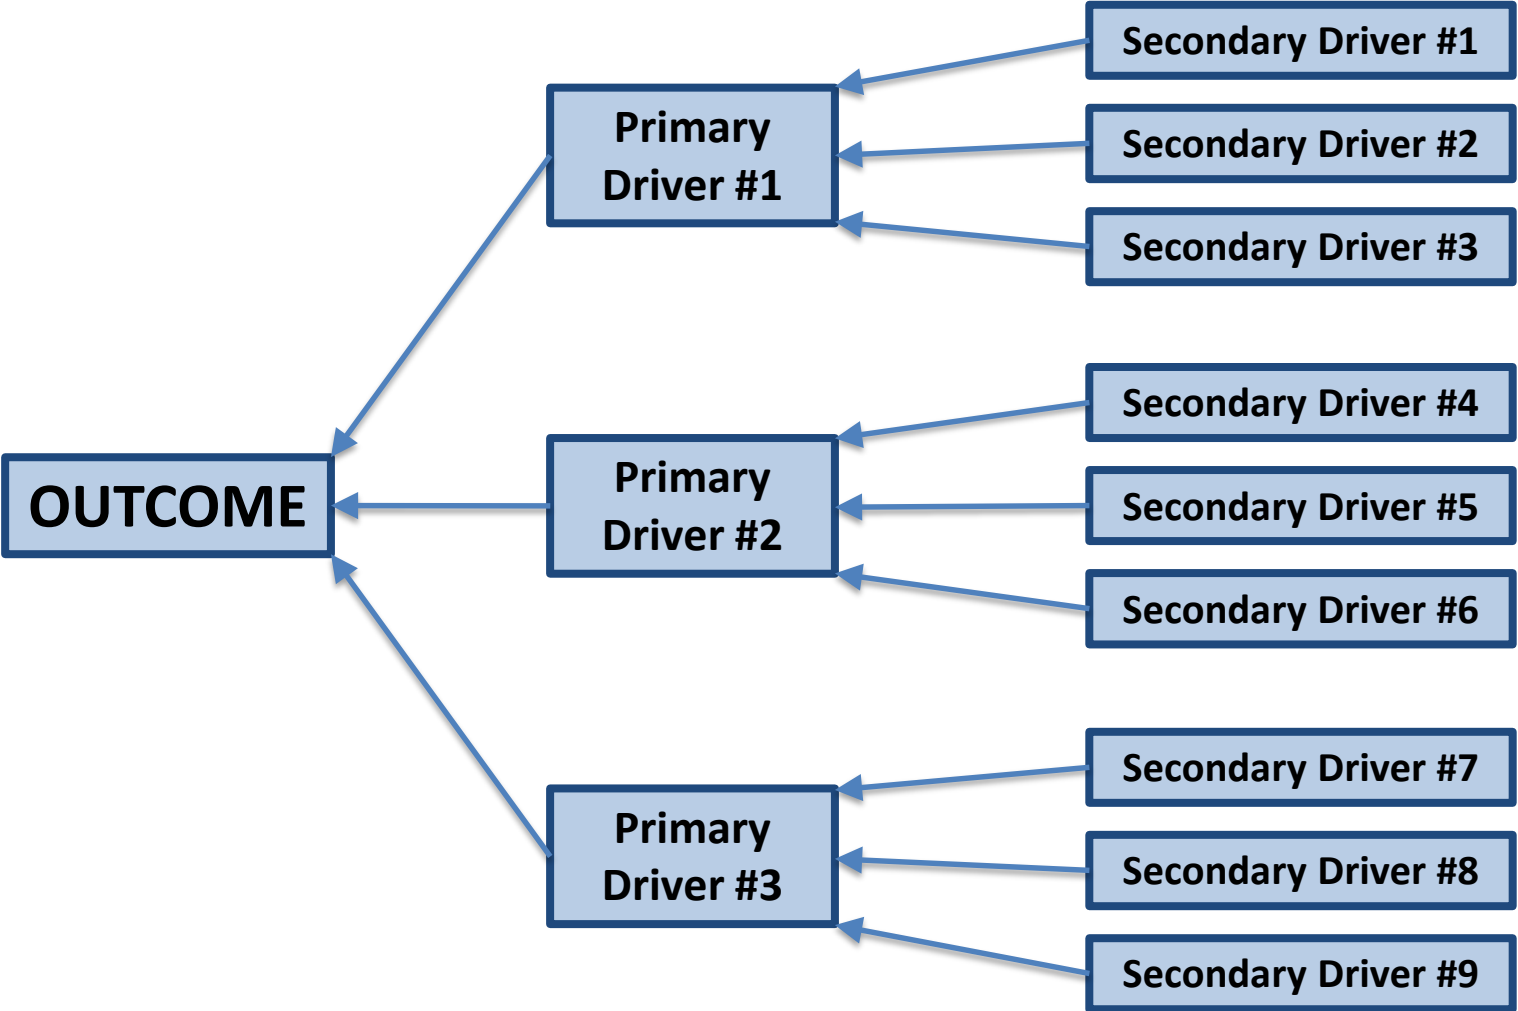 OUTCOME
Primary
Driver #1
Secondary Driver #1
Secondary Driver #2
Secondary Driver #3
Primary
Driver #2
Secondary Driver #4
Secondary Driver #5
Secondary Driver #6
Primary
Driver #3
Secondary Driver #7
Secondary Driver #8
Secondary Driver #9